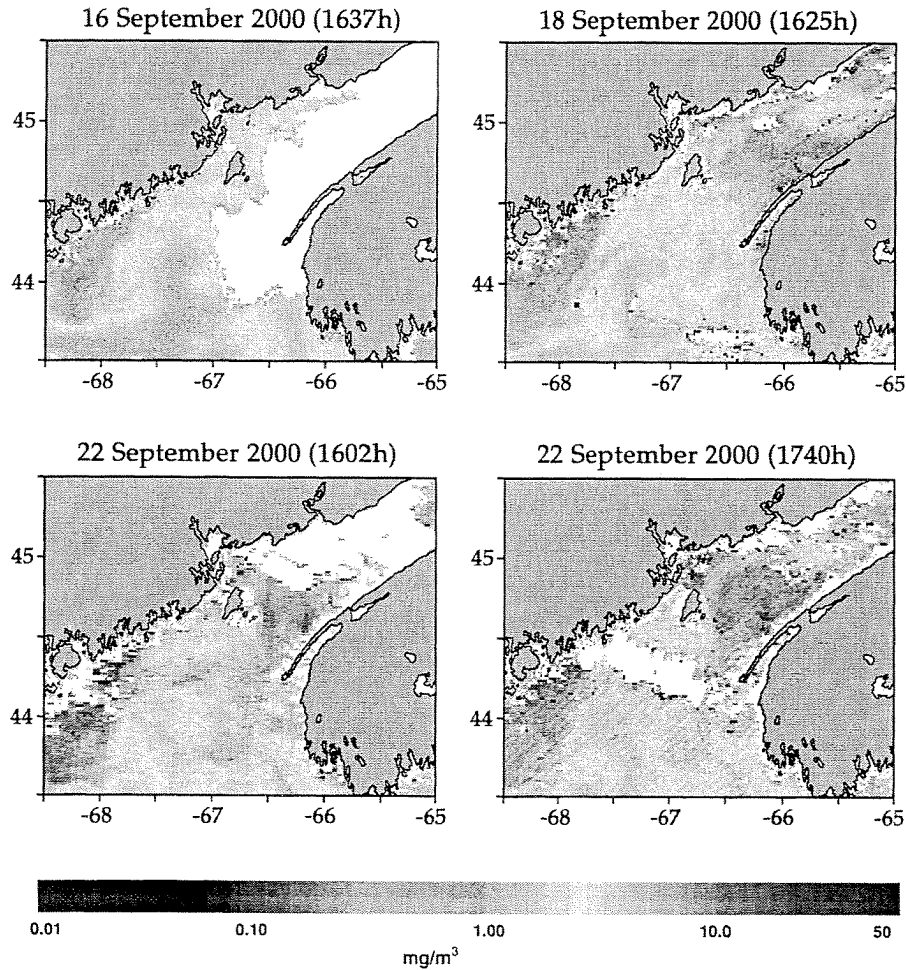 16 September 2000 (1637h)
18 September 2000 (1625h)
45
44
-68 -67 -66 -65
45
44
-68 -67 -66 -65
22 September 2000 (1602h)
22 September 2000 (1740h)
45
44
-68 -67 -66 -65
45
44
-68 -67 -66 -65
0.01 0.10 1.00 10.0 50
mg/m³